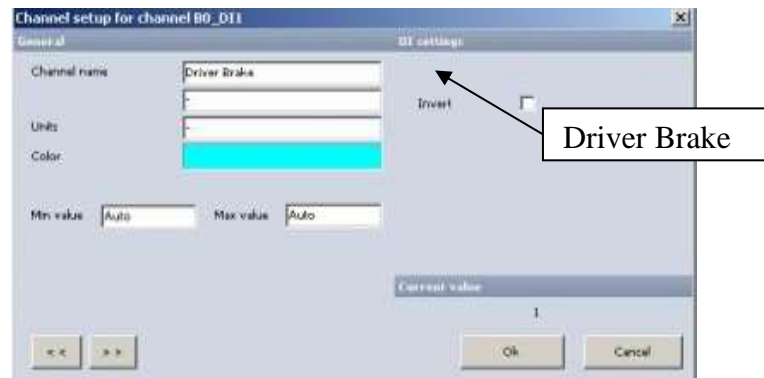 Channel setup for channel B0_DI1
General
DI settings
Channel name
Driver Brake
-
Units
-
Color
Invert
Driver Brake
Min value
Auto
Max value
Auto
Current value
1
<<
>>
Ok
Cancel